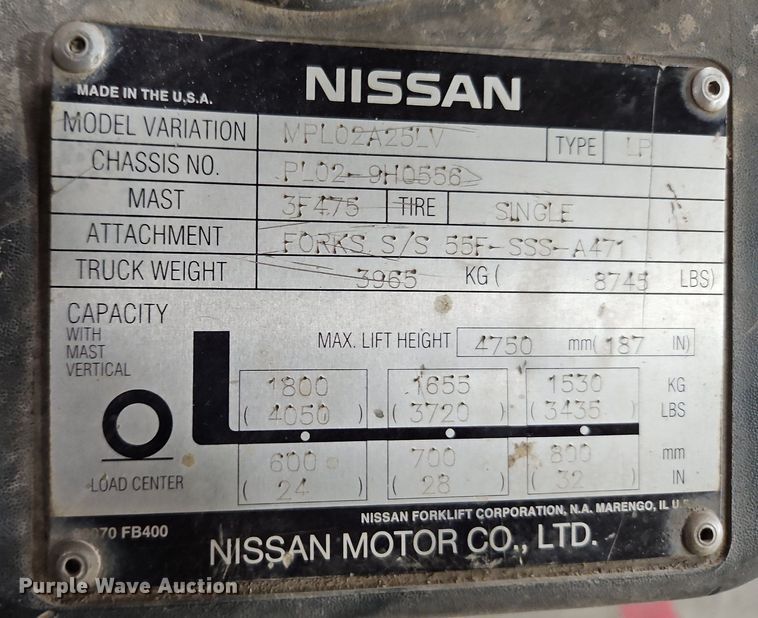 MADE IN THE U.S.A. NISSAN
MODEL VARIATION MPL02A25LV TYPE LP
CHASSIS NO. PL02-9H0556
MAST 3F475 TIRE SINGLE
ATTACHMENT FORKS S/S 55F-SSS-A471
TRUCK WEIGHT 3965 KG ( 8745 LBS)
CAPACITY
WITH
MAST
VERTICAL
MAX. LIFT HEIGHT 4750 mm( 187 IN)
1800 1655 1530 KG
( 4050 ) ( 3720 ) ( 3435 ) LBS
600 700 800 mm
LOAD CENTER ( 24 ) ( 28 ) ( 32 ) IN
NISSAN FORKLIFT CORPORATION, N.A. MARENGO, IL
FB400
NISSAN MOTOR CO., LTD.
Purple Wave Auction